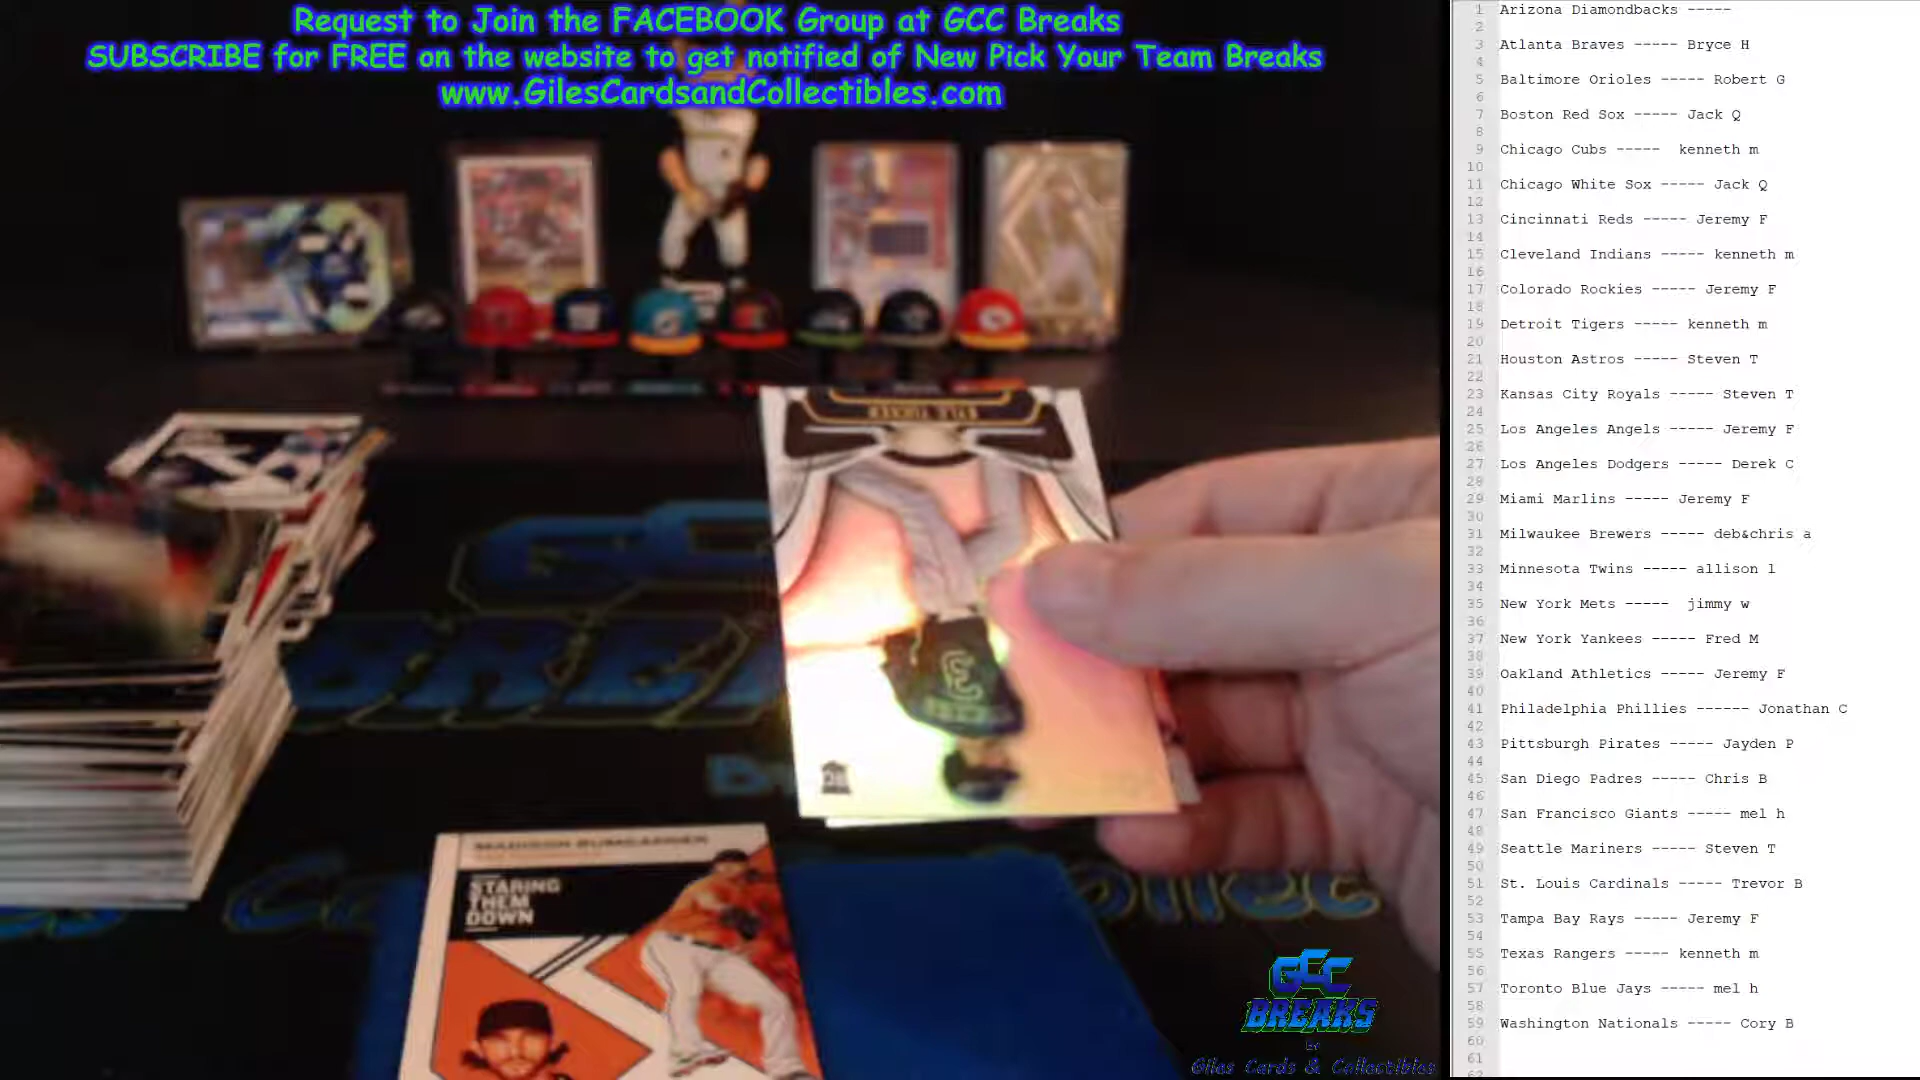 Request to Join the FACEBOOK Group at GCC Breaks
SUBSCRIBE for FREE on the website to get notified of New Pick Your Team Breaks
www.GilesCardsandCollectibles.com
MADISON BUMGARNER
STARING
THEM
DOWN
GCC
BREAKS
By
Giles Cards & Collectibles
1 Arizona Diamondbacks -----
2
3 Atlanta Braves ----- Bryce H
4
5 Baltimore Orioles ----- Robert G
6
7 Boston Red Sox ----- Jack Q
8
9 Chicago Cubs ----- kenneth m
10
11 Chicago White Sox ----- Jack Q
12
13 Cincinnati Reds ----- Jeremy F
14
15 Cleveland Indians ----- kenneth m
16
17 Colorado Rockies ----- Jeremy F
18
19 Detroit Tigers ----- kenneth m
20
21 Houston Astros ----- Steven T
22
23 Kansas City Royals ----- Steven T
24
25 Los Angeles Angels ----- Jeremy F
26
27 Los Angeles Dodgers ----- Derek C
28
29 Miami Marlins ----- Jeremy F
30
31 Milwaukee Brewers ----- deb&chris a
32
33 Minnesota Twins ----- allison l
34
35 New York Mets ----- jimmy w
36
37 New York Yankees ----- Fred M
38
39 Oakland Athletics ----- Jeremy F
40
41 Philadelphia Phillies ------ Jonathan C
42
43 Pittsburgh Pirates ----- Jayden P
44
45 San Diego Padres ----- Chris B
46
47 San Francisco Giants ----- mel h
48
49 Seattle Mariners ----- Steven T
50
51 St. Louis Cardinals ----- Trevor B
52
53 Tampa Bay Rays ----- Jeremy F
54
55 Texas Rangers ----- kenneth m
56
57 Toronto Blue Jays ----- mel h
58
59 Washington Nationals ----- Cory B
60
61
62